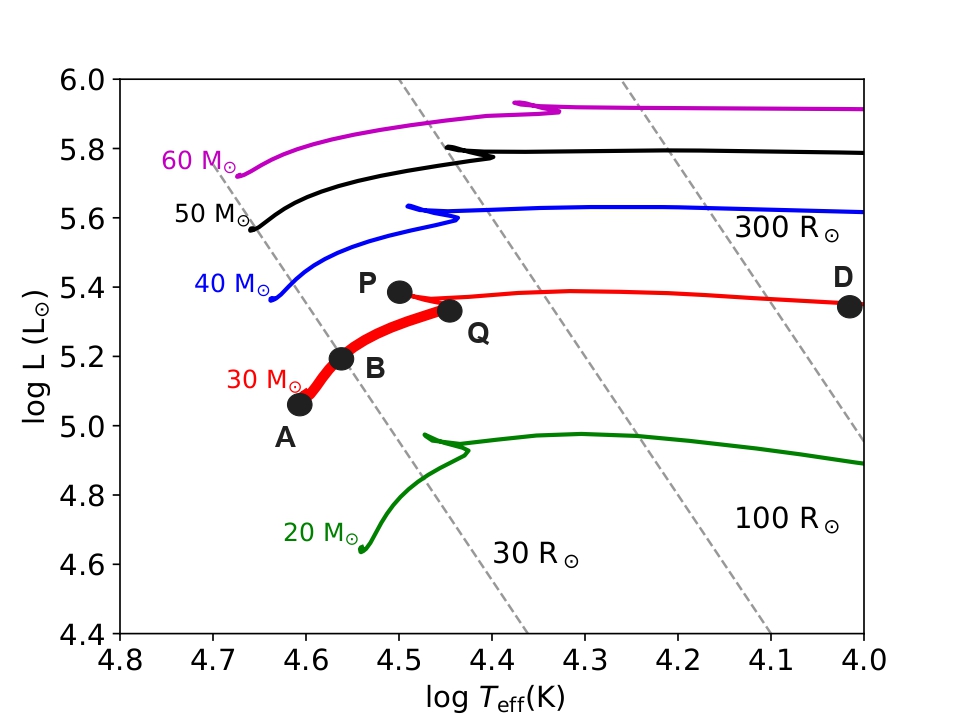 6.0
5.8
5.6
5.4
5.2
5.0
4.8
4.6
4.4
log L (L☉)
60 M☉
50 M☉
40 M☉
30 M☉
20 M☉
300 R☉
100 R☉
30 R☉
P
Q
D
B
A
4.8 4.7 4.6 4.5 4.4 4.3 4.2 4.1 4.0
log Teff(K)